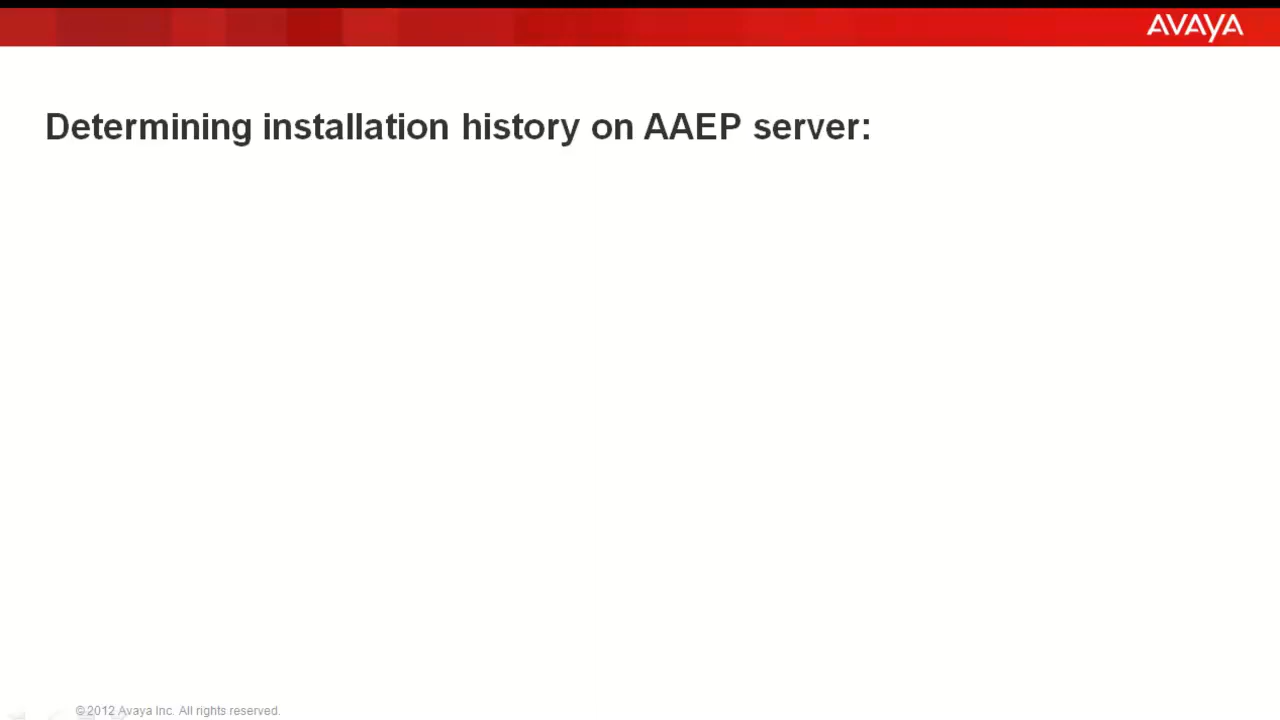 AVAYA
Determining installation history on AAEP server:
©2012 Avaya Inc. All rights reserved.